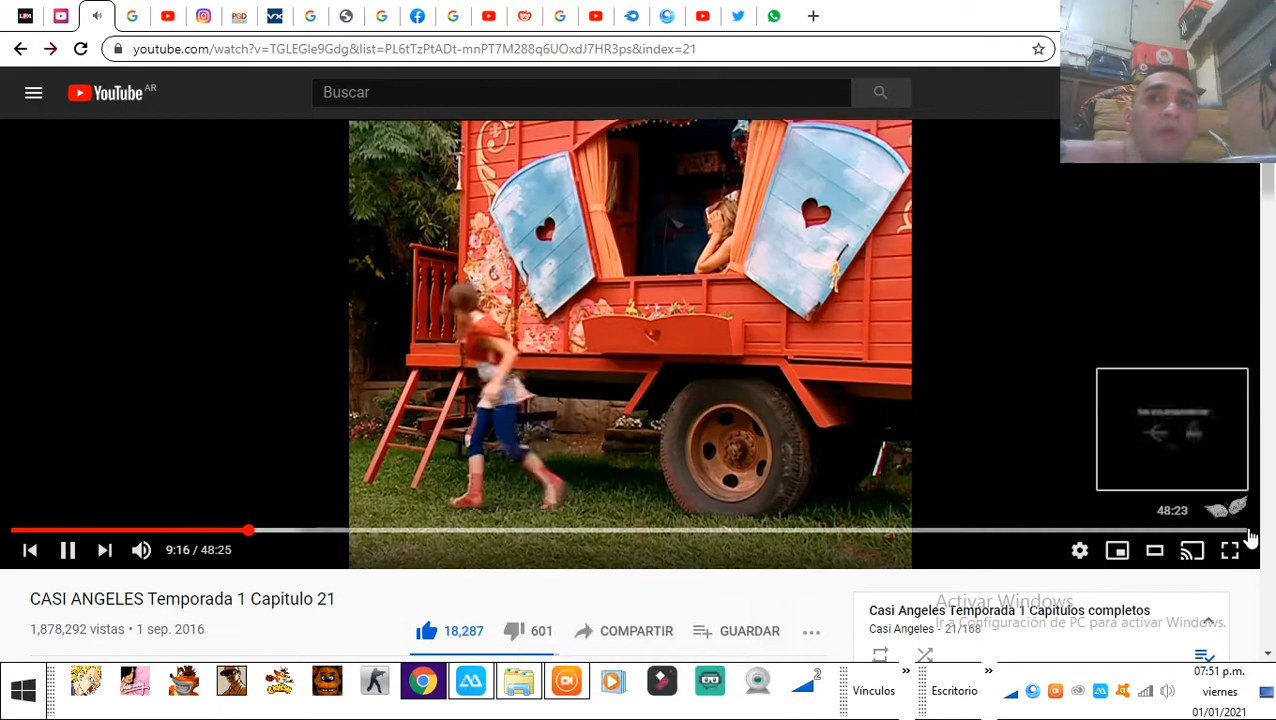 youtube.com/watch?v=TGLEGle9Gdg&list=PL6tTzPtADt-mnPT7M288q6UOxdJ7HR3ps&index=21
YouTube AR
Buscar
48:23
9:16 / 48:25
CASI ANGELES Temporada 1 Capitulo 21
1,878,292 vistas • 1 sep. 2016
18,287
601
COMPARTIR
GUARDAR
Casi Angeles Temporada 1 Capítulos completos
Casi Angeles - 21/168
Activar Windows
Ir a Configuración de PC para activar Windows.
2
Vínculos
Escritorio
07:51 p.m.
viernes
01/01/2021